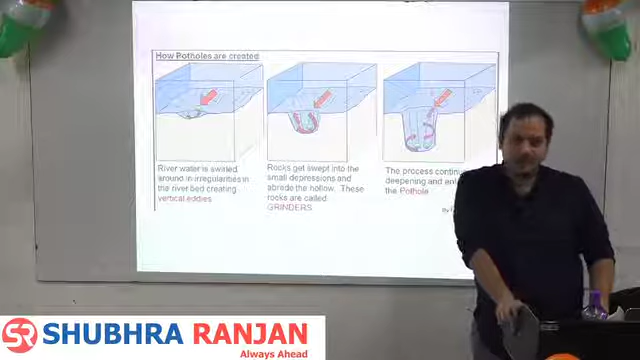 How Potholes are created
River water is swirled
around in irregularities in
the river bed creating
vertical eddies
Rocks get swept into the
small depressions and
abrade the hollow. These
rocks are called
GRINDERS
The process
deepening and
the Pothole
By
SR SHUBHRA RANJAN
Always Ahead